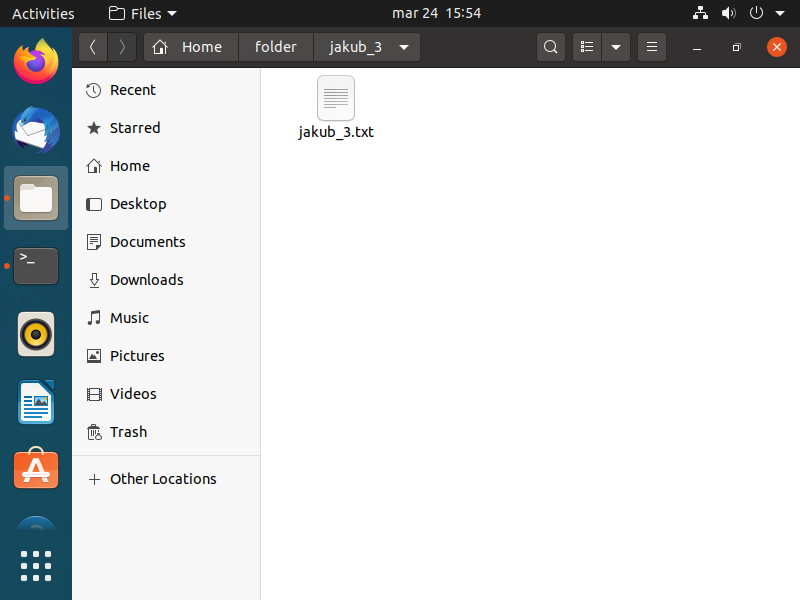 Activities Files mar 24 15:54
Home folder jakub_3
Recent
Starred
Home
Desktop
Documents
Downloads
Music
Pictures
Videos
Trash
Other Locations
jakub_3.txt
>_